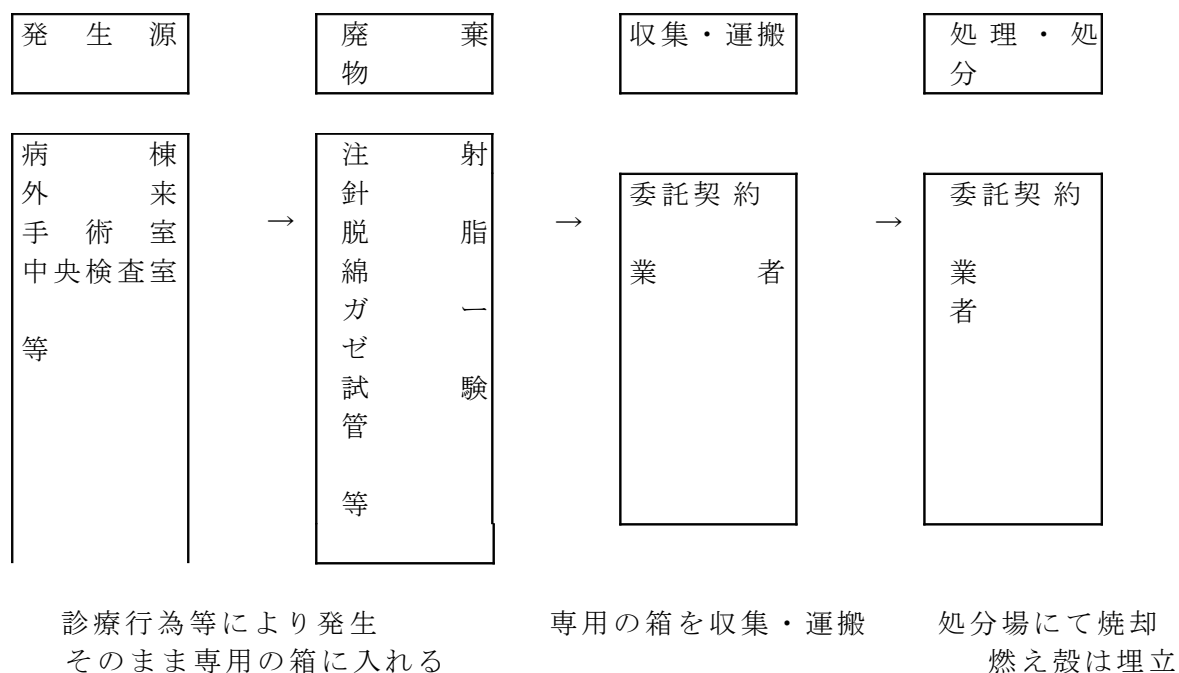 発生源
廃棄
物
収集・運搬
処理・処
分
病棟
外来
手術室
中央検査室
等
→
注射
針
脱脂
綿
ガー
ゼ
試験
管
等
→
委託契約
業者
→
委託契約
業
者
診療行為等により発生
そのまま専用の箱に入れる
専用の箱を収集・運搬
処分場にて焼却
燃え殻は埋立